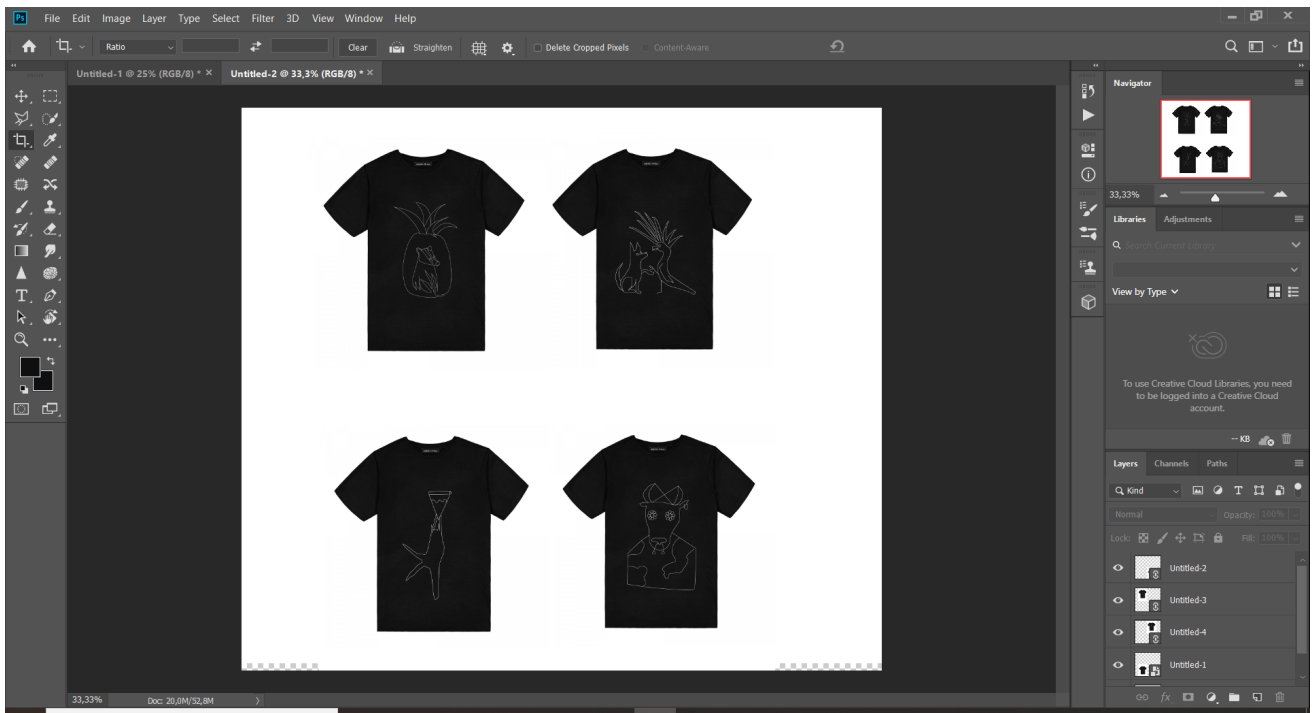 Ps File Edit Image Layer Type Select Filter 3D View Window Help
Ratio Clear Straighten Delete Cropped Pixels Content-Aware
Untitled-1 @ 25% (RGB/8) * × Untitled-2 @ 33,3% (RGB/8) * ×
Navigator
33,33%
Libraries Adjustments
Search Current Library
View by Type
To use Creative Cloud Libraries, you need
to be logged into a Creative Cloud
account.
-- KB
Layers Channels Paths
Kind
Normal Opacity: 100%
Lock: Fill: 100%
Untitled-2
Untitled-3
Untitled-4
Untitled-1
fx
33,33% Doc: 20,0M/52,8M